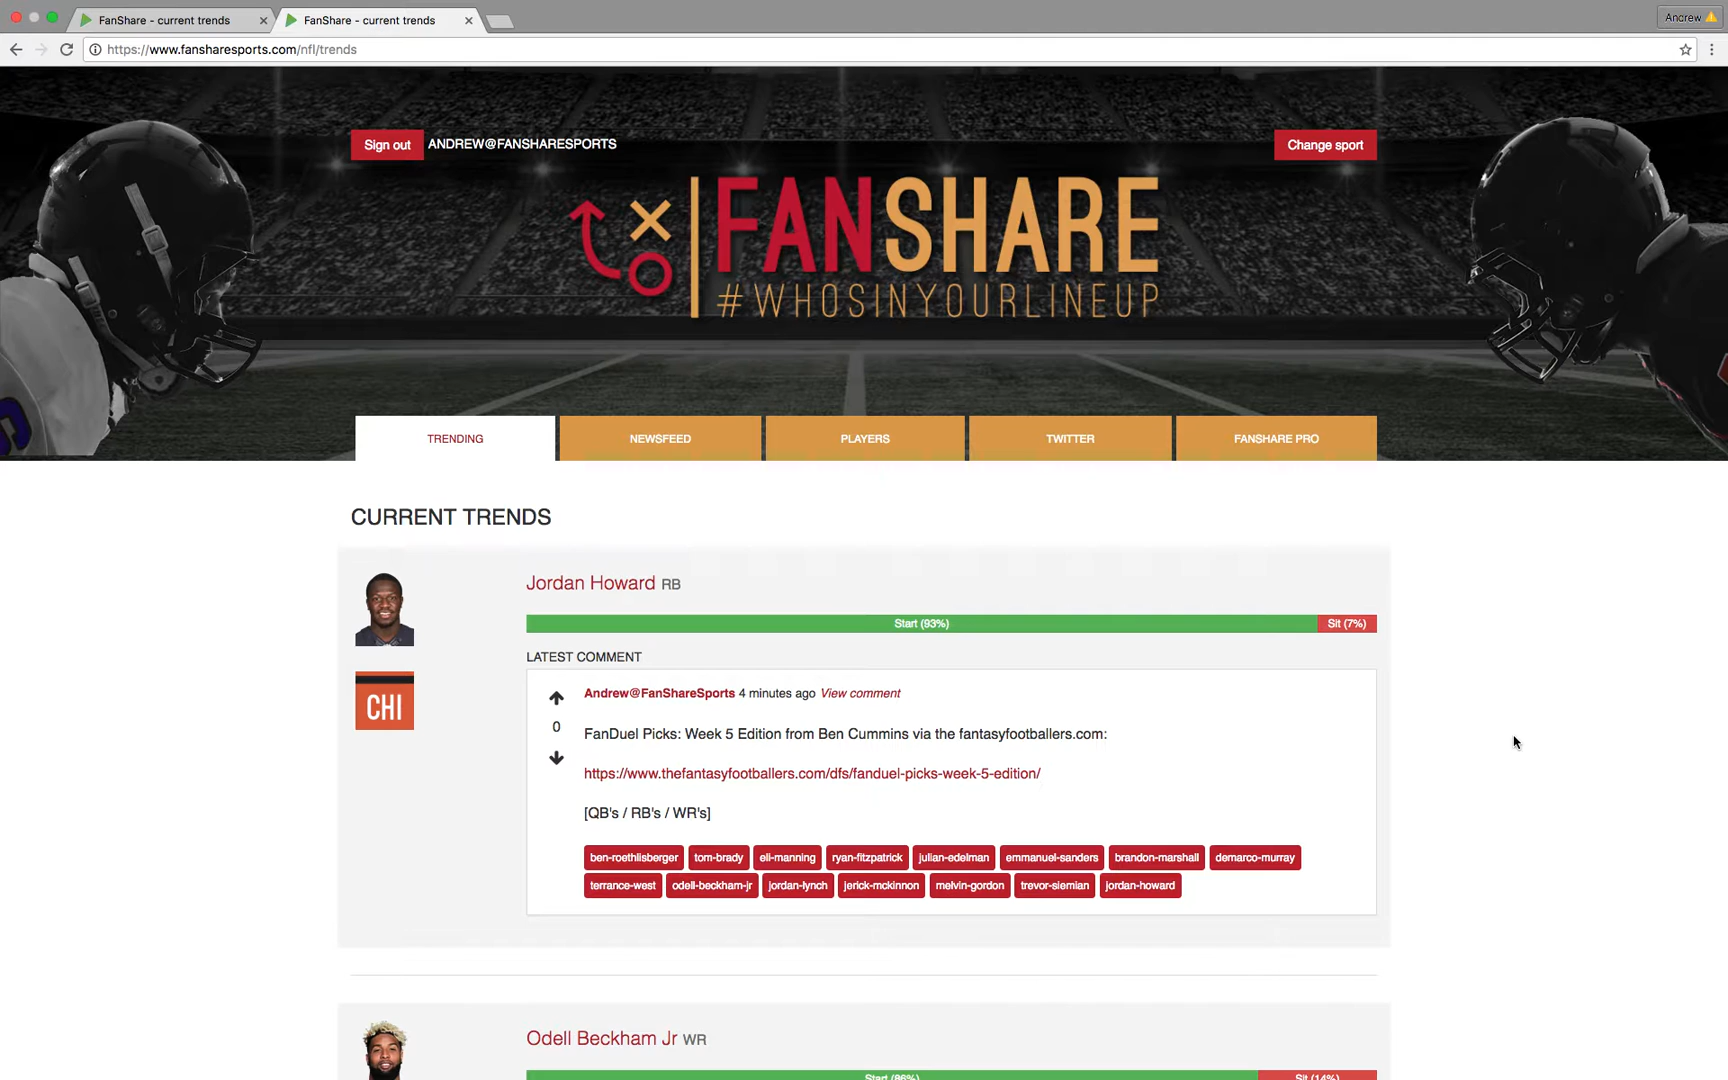 FanShare - current trends
FanShare - current trends
Andrew
https://www.fansharesports.com/nfl/trends
Sign out
ANDREW@FANSHARESPORTS
Change sport
FANSHARE
#WHOSINYOURLINEUP
TRENDING
NEWSFEED
PLAYERS
TWITTER
FANSHARE PRO
CURRENT TRENDS
Jordan Howard RB
Start (93%)
Sit (7%)
LATEST COMMENT
CHI
Andrew@FanShareSports 4 minutes ago View comment
0
FanDuel Picks: Week 5 Edition from Ben Cummins via the fantasyfootballers.com:
https://www.thefantasyfootballers.com/dfs/fanduel-picks-week-5-edition/
[QB's / RB's / WR's]
ben-roethlisberger tom-brady eli-manning ryan-fitzpatrick julian-edelman emmanuel-sanders brandon-marshall demarco-murray
terrance-west odell-beckham-jr jordan-lynch jerick-mckinnon melvin-gordon trevor-siemian jordan-howard
Odell Beckham Jr WR
Start (86%)
Sit (14%)